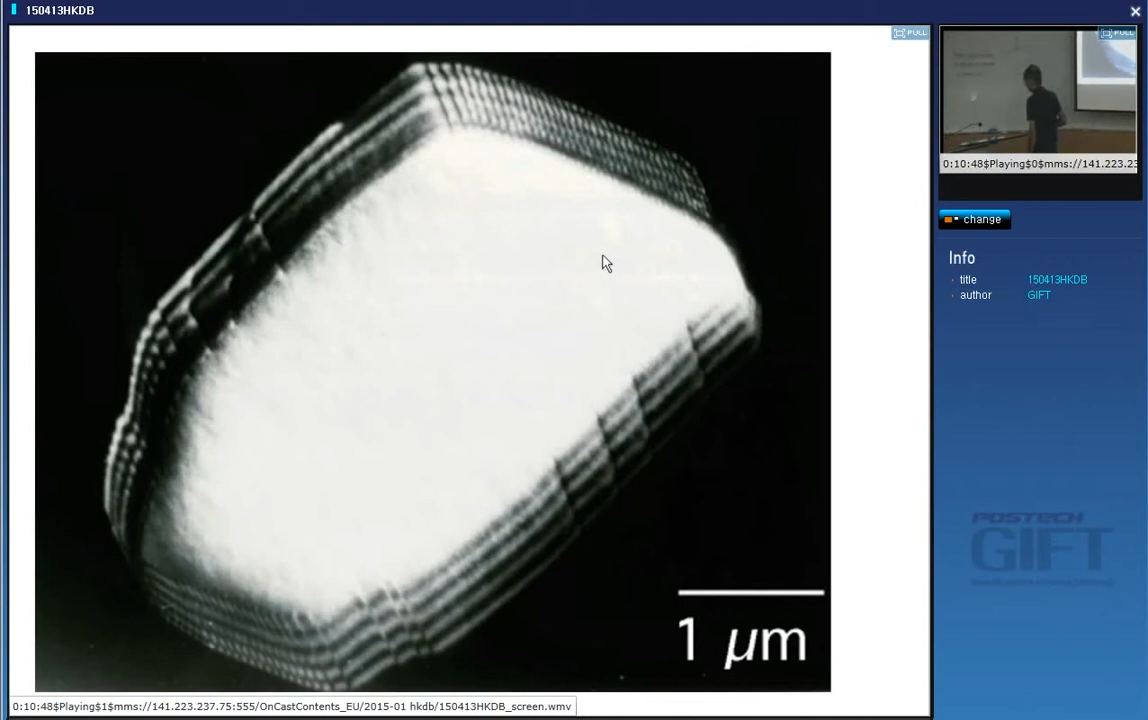 150413HKDB
FULL
FULL
0:10:48$Playing$0$mms://141.223.23
change
Info
title 150413HKDB
author GIFT
POSTECH
GIFT
1 μm
0:10:48$Playing$1$mms://141.223.237.75:555/OnCastContents_EU/2015-01 hkdb/150413HKDB_screen.wmv